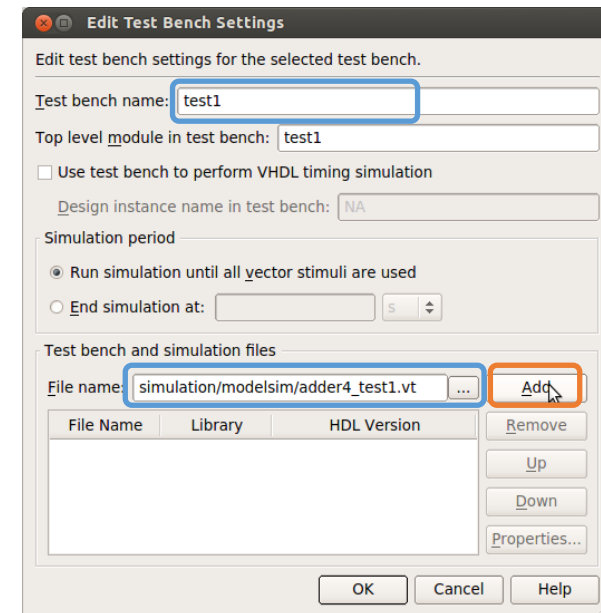 Edit Test Bench Settings
Edit test bench settings for the selected test bench.
Test bench name: test1
Top level module in test bench: test1
Use test bench to perform VHDL timing simulation
Design instance name in test bench: NA
Simulation period
Run simulation until all vector stimuli are used
End simulation at: s
Test bench and simulation files
File name: simulation/modelsim/adder4_test1.vt ... Add
File Name Library HDL Version Remove
Up
Down
Properties...
OK Cancel Help